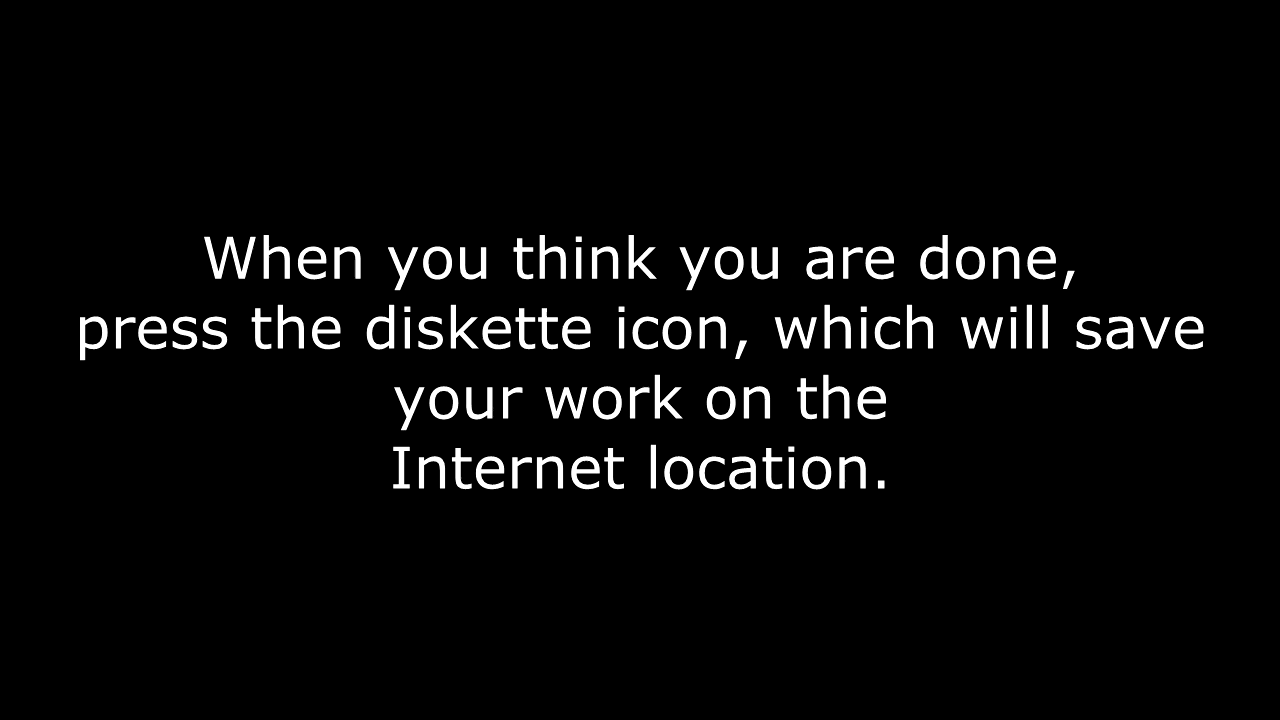 When you think you are done,
press the diskette icon, which will save
your work on the
Internet location.